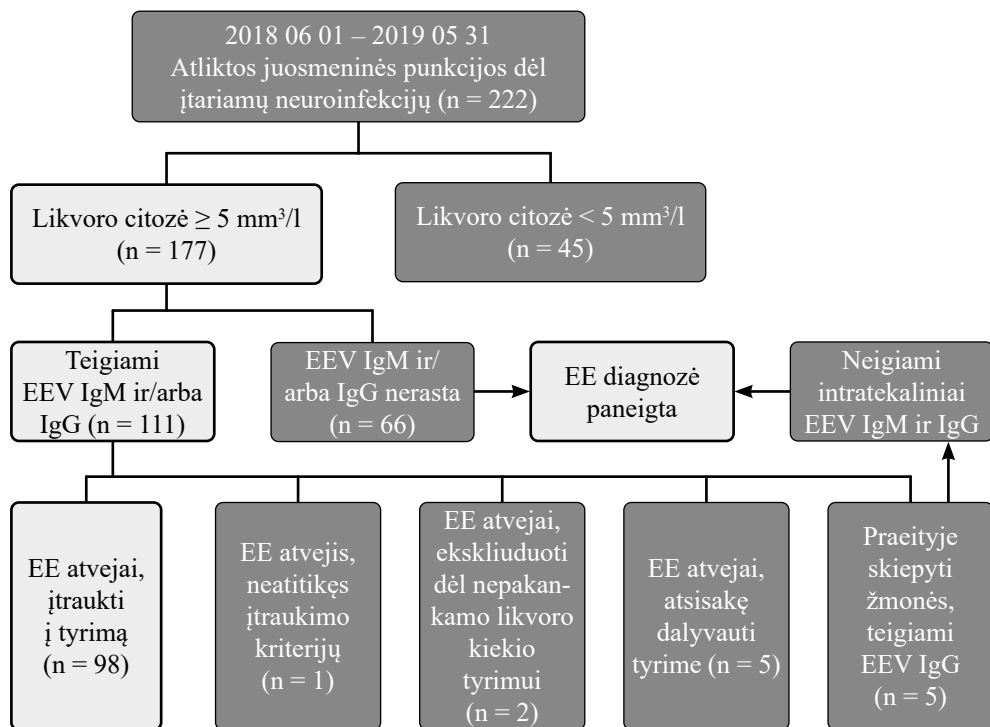 2018 06 01 – 2019 05 31
Atliktos juosmeninės punkcijos dėl
įtariamų neuroinfekcijų (n = 222)
Likvoro citozė ≥ 5 mm³/l
(n = 177)
Likvoro citozė < 5 mm³/l
(n = 45)
Teigiami
EEV IgM ir/arba
IgG (n = 111)
EEV IgM ir/
arba IgG nerasta
(n = 66)
EE diagnozė
paneigta
Neigiami
intratekaliniai
EEV IgM ir IgG
EE atvejai,
įtraukti
į tyrimą
(n = 98)
EE atvejis,
neatitikęs
įtraukimo
kriterijų
(n = 1)
EE atvejai,
ekskliuduoti
dėl nepakan-
kamo likvoro
kiekio
tyrimui
(n = 2)
EE atvejai,
atsisakę
dalyvauti
tyrime (n = 5)
Praeityje
skiepyti
žmonės,
teigiami
EEV IgG
(n = 5)